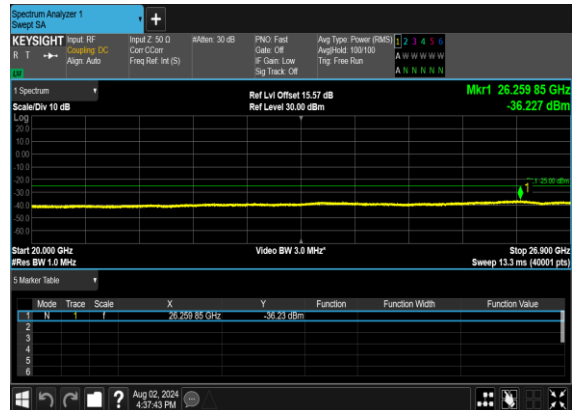 Spectrum Analyzer 1
Swept SA
+
KEYSIGHT Input: RF Input Z: 50 Ω #Atten: 30 dB PNO: Fast Avg Type: Power (RMS) 1 2 3 4 5 6
R T Coupling: DC Corr CCorr Gate: Off Avg|Hold: 100/100 A W W W W W
Align: Auto Freq Ref: Int (S) IF Gain: Low Trig: Free Run
Sig Track: Off A N N N N N
1 Spectrum
Ref Lvl Offset 15.57 dB Mkr1 26.259 85 GHz
Scale/Div 10 dB Ref Level 30.00 dBm -36.227 dBm
Log
20.0
10.0
0.00
-10.0
-20.0
-25.00 dBm
-30.0
1
-40.0
-50.0
-60.0
Start 20.000 GHz Video BW 3.0 MHz* Stop 26.900 GHz
#Res BW 1.0 MHz Sweep 13.3 ms (40001 pts)
5 Marker Table
Mode Trace Scale X Y Function Function Width Function Value
1 N 1 f 26.259 85 GHz -36.23 dBm
2
3
4
5
6
? Aug 02, 2024
4:37:43 PM